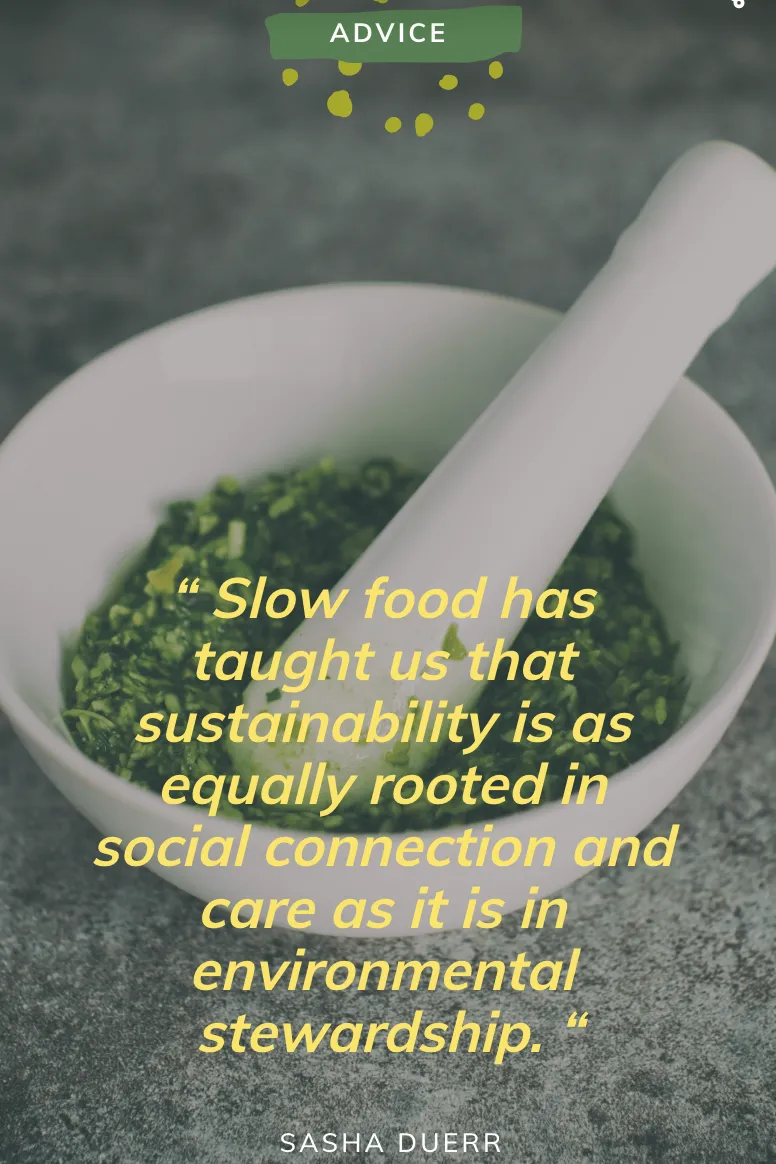 ADVICE
“ Slow food has
taught us that
sustainability is as
equally rooted in
social connection and
care as it is in
environmental
stewardship. “
SASHA DUERR